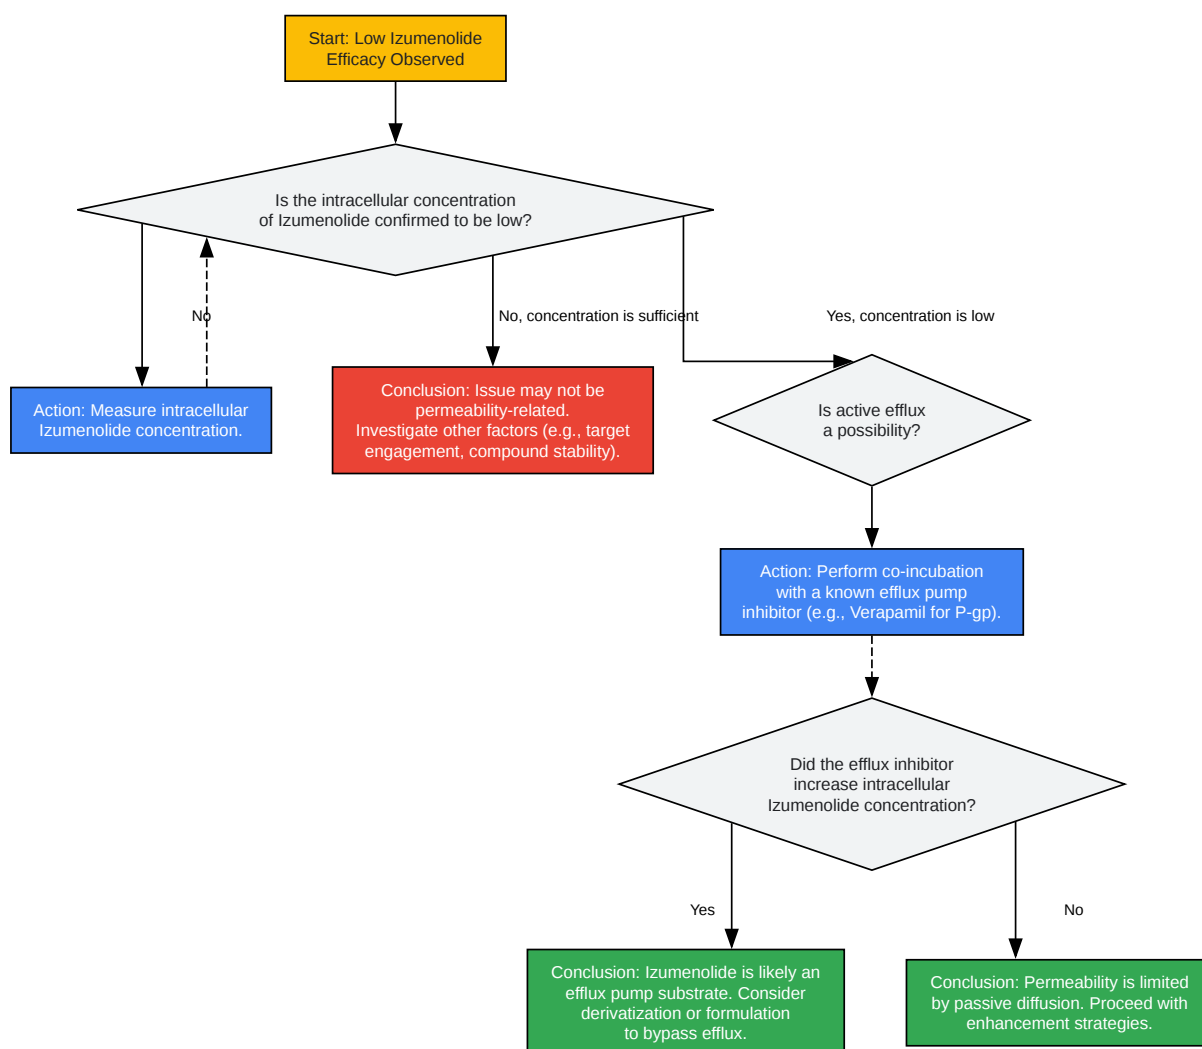 Start: Low Izumenolide
Efficacy Observed
Is the intracellular concentration
of Izumenolide confirmed to be low?
No
No, concentration is sufficient
Yes, concentration is low
Action: Measure intracellular
Izumenolide concentration.
Conclusion: Issue may not be
permeability-related.
Investigate other factors (e.g., target
engagement, compound stability).
Is active efflux
a possibility?
Action: Perform co-incubation
with a known efflux pump
inhibitor (e.g., Verapamil for P-gp).
Did the efflux inhibitor
increase intracellular
Izumenolide concentration?
Yes
No
Conclusion: Izumenolide is likely an
efflux pump substrate. Consider
derivatization or formulation
to bypass efflux.
Conclusion: Permeability is limited
by passive diffusion. Proceed with
enhancement strategies.